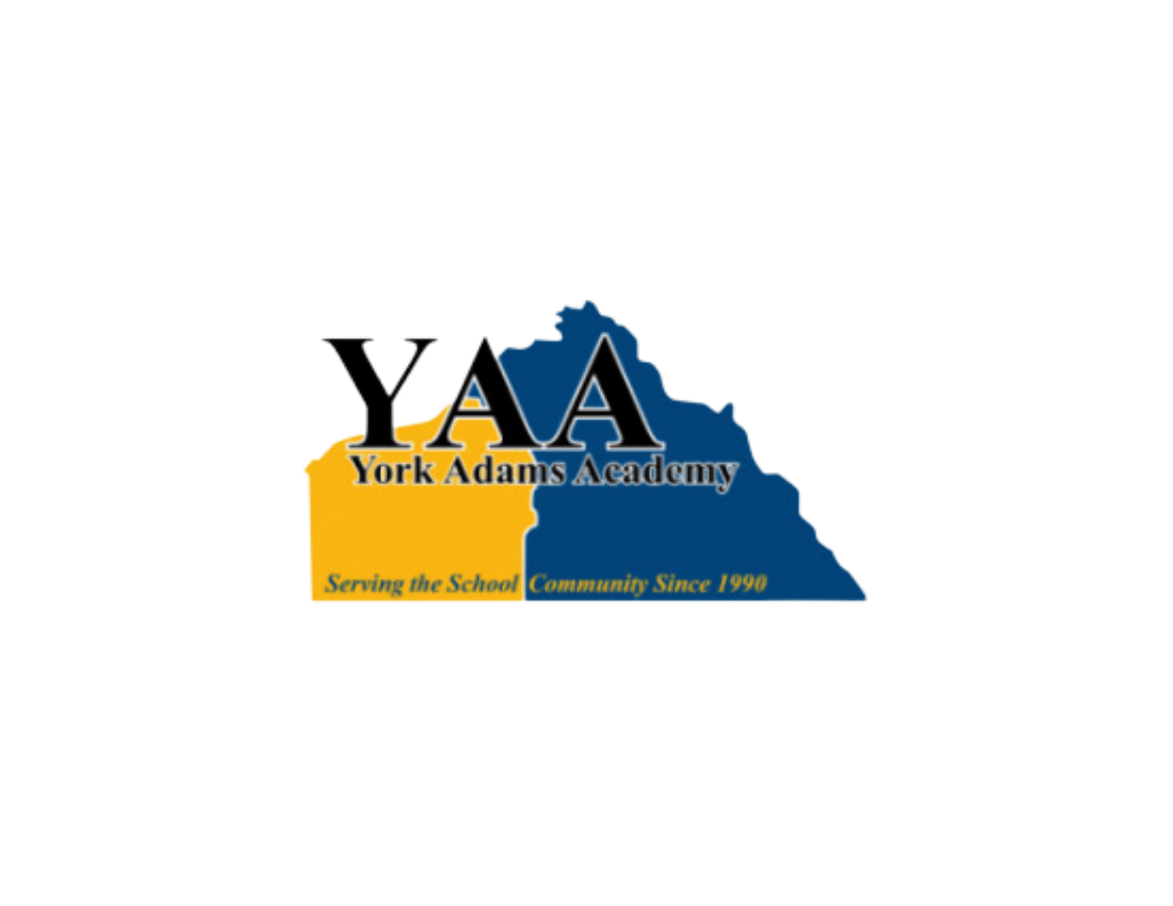 YAA
York Adams Academy
Serving the School Community Since 1990